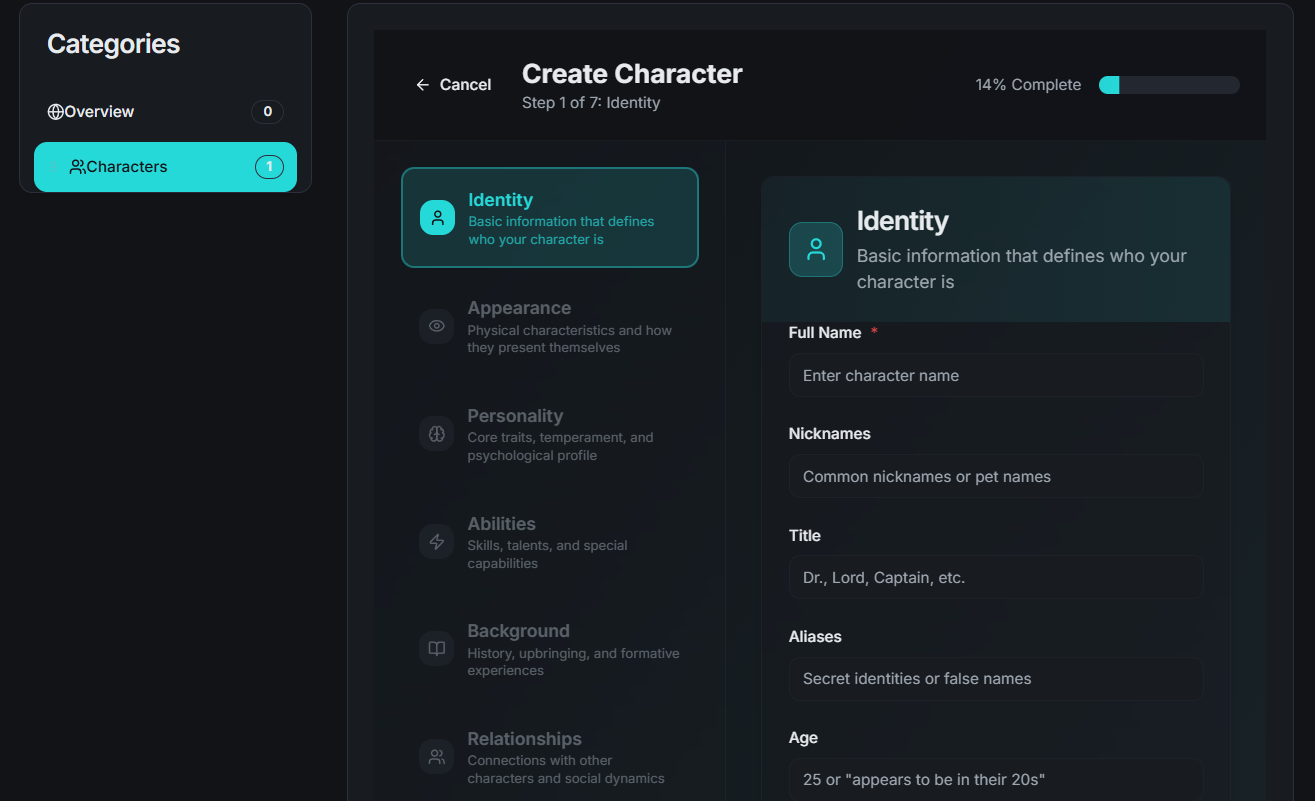 Categories
Overview
0
Characters
1
Cancel
Create Character
Step 1 of 7: Identity
14% Complete
Identity
Basic information that defines
who your character is
Appearance
Physical characteristics and how
they present themselves
Personality
Core traits, temperament, and
psychological profile
Abilities
Skills, talents, and special
capabilities
Background
History, upbringing, and formative
experiences
Relationships
Connections with other
characters and social dynamics
Identity
Basic information that defines who your
character is
Full Name *
Enter character name
Nicknames
Common nicknames or pet names
Title
Dr., Lord, Captain, etc.
Aliases
Secret identities or false names
Age
25 or "appears to be in their 20s"